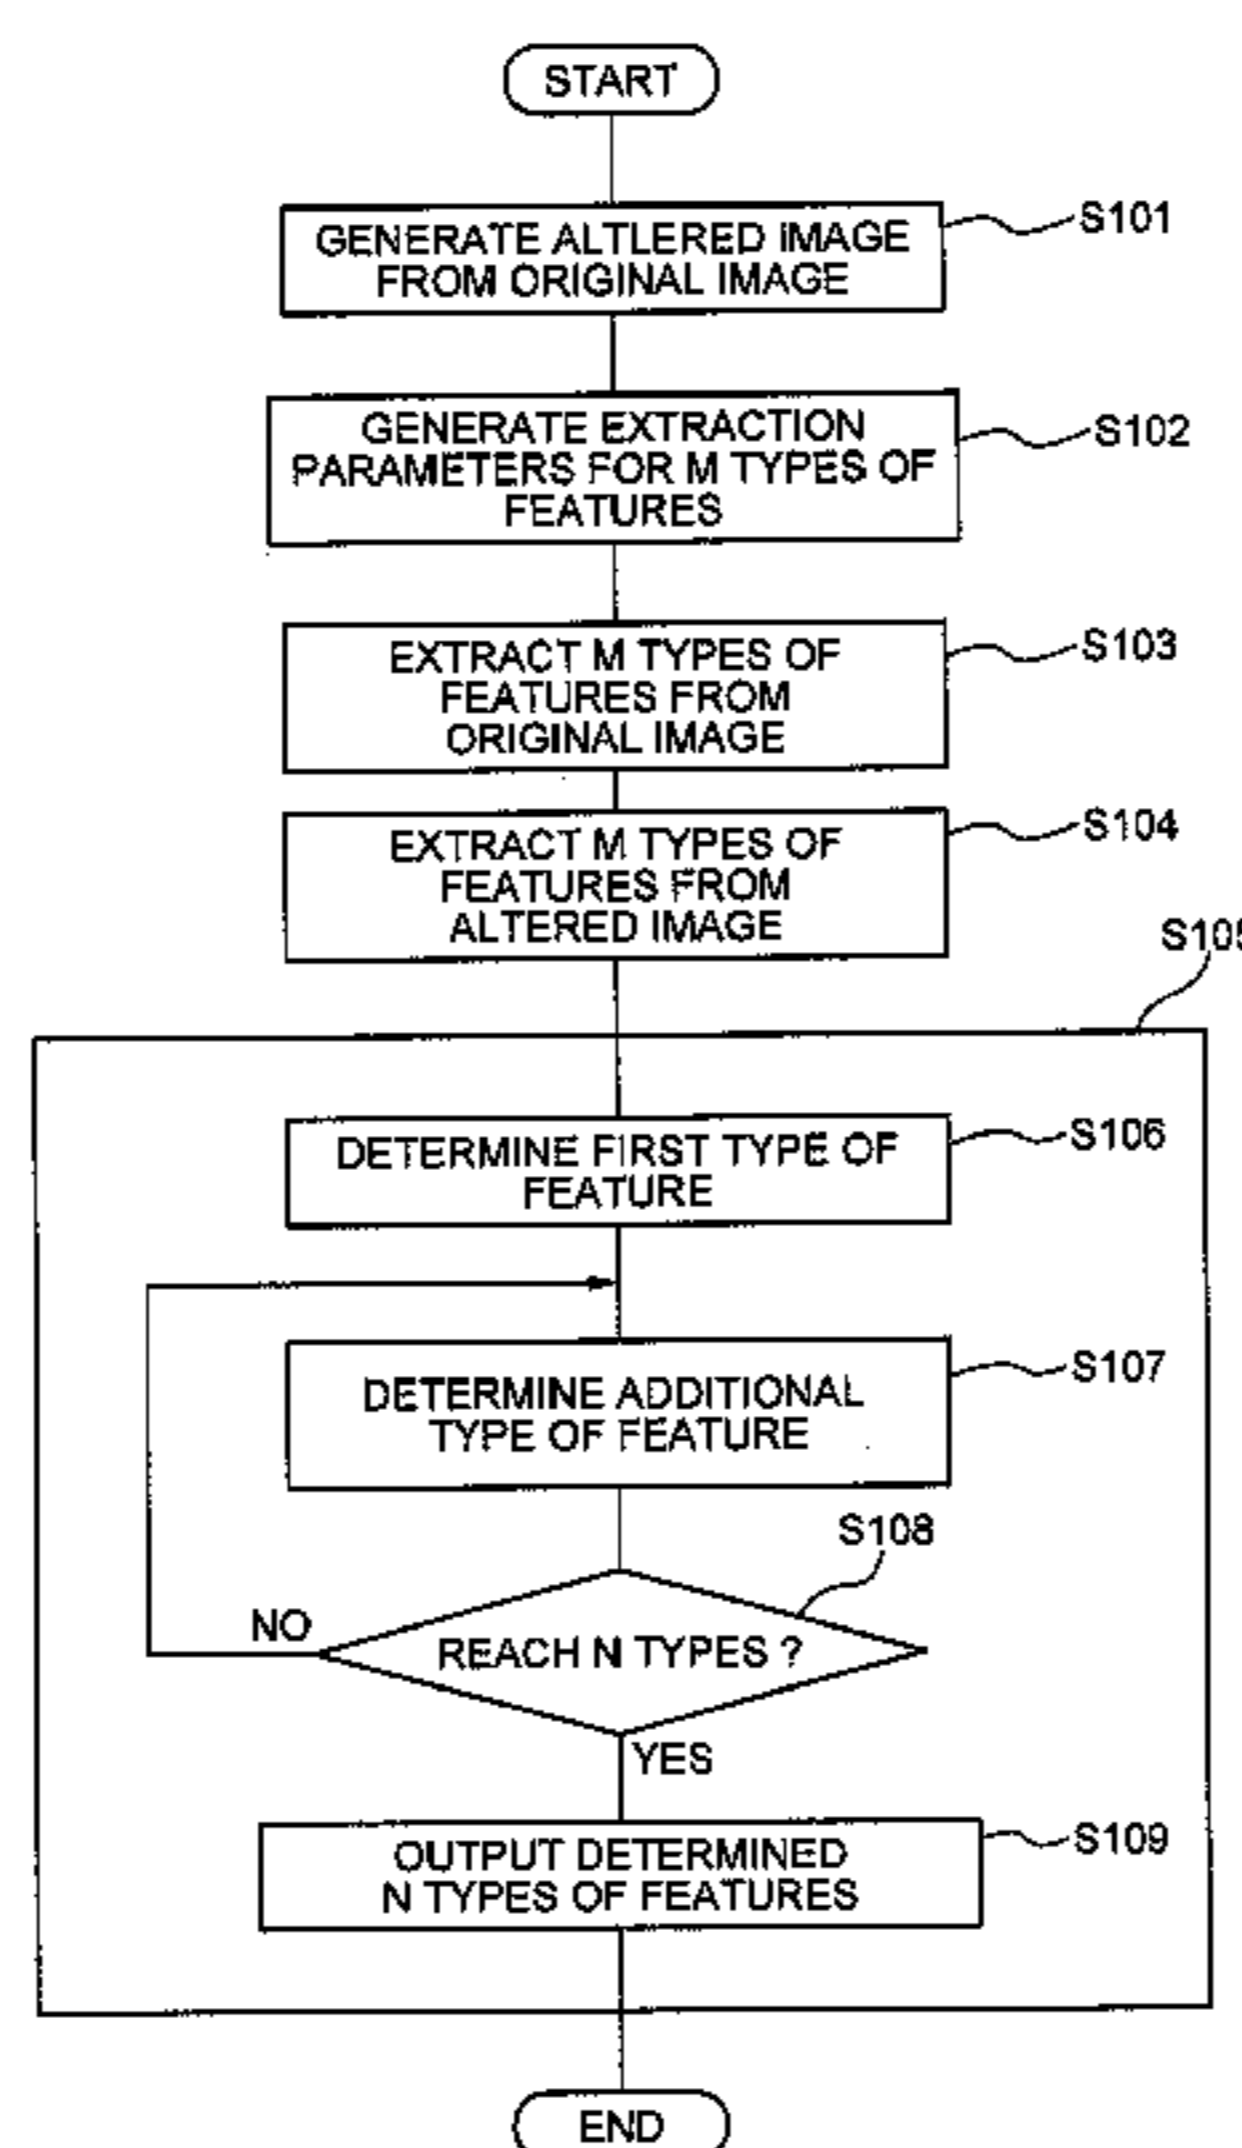 START
GENERATE ALTLERED IMAGE
FROM ORIGINAL IMAGE
S101
GENERATE EXTRACTION
PARAMETERS FOR M TYPES OF
FEATURES
S102
EXTRACT M TYPES OF
FEATURES FROM
ORIGINAL IMAGE
S103
EXTRACT M TYPES OF
FEATURES FROM
ALTERED IMAGE
S104
S105
DETERMINE FIRST TYPE OF
FEATURE
S106
DETERMINE ADDITIONAL
TYPE OF FEATURE
S107
S108
REACH N TYPES ?
NO
YES
OUTPUT DETERMINED
N TYPES OF FEATURES
S109
END